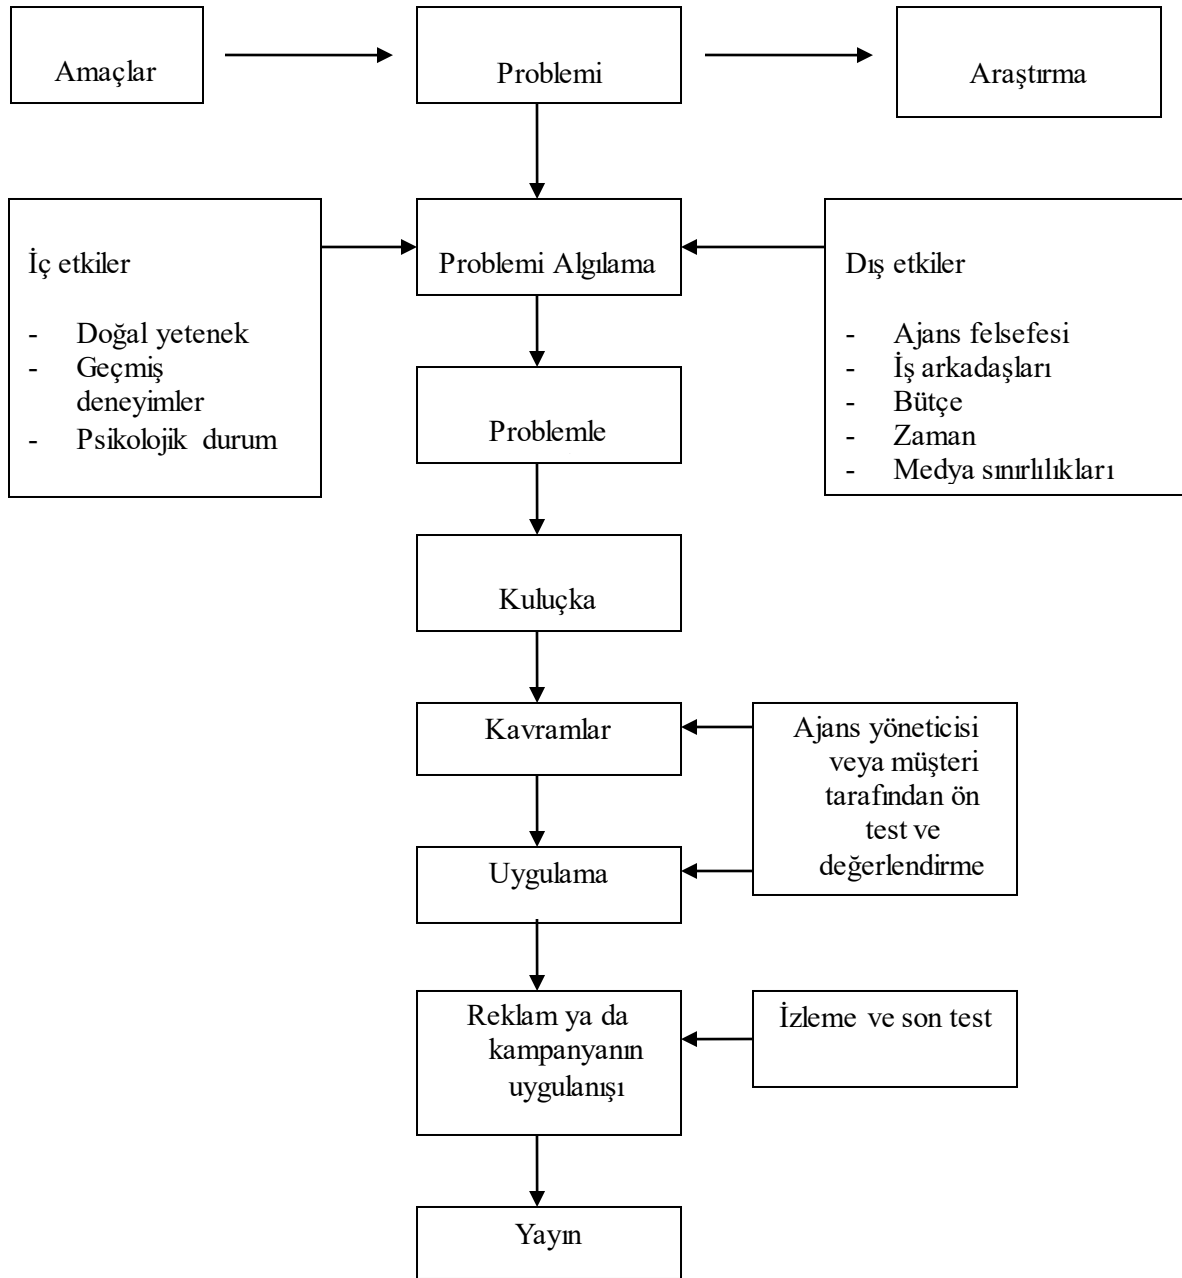 Amaçlar
Problemi
Araştırma
İç etkiler
- Doğal yetenek
- Geçmiş
deneyimler
- Psikolojik durum
Problemi Algılama
Dış etkiler
- Ajans felsefesi
- İş arkadaşları
- Bütçe
- Zaman
- Medya sınırlılıkları
Problemle
Kuluçka
Kavramlar
Ajans yöneticisi
veya müşteri
tarafından ön
test ve
değerlendirme
Uygulama
Reklam ya da
kampanyanın
uygulanışı
İzleme ve son test
Yayın